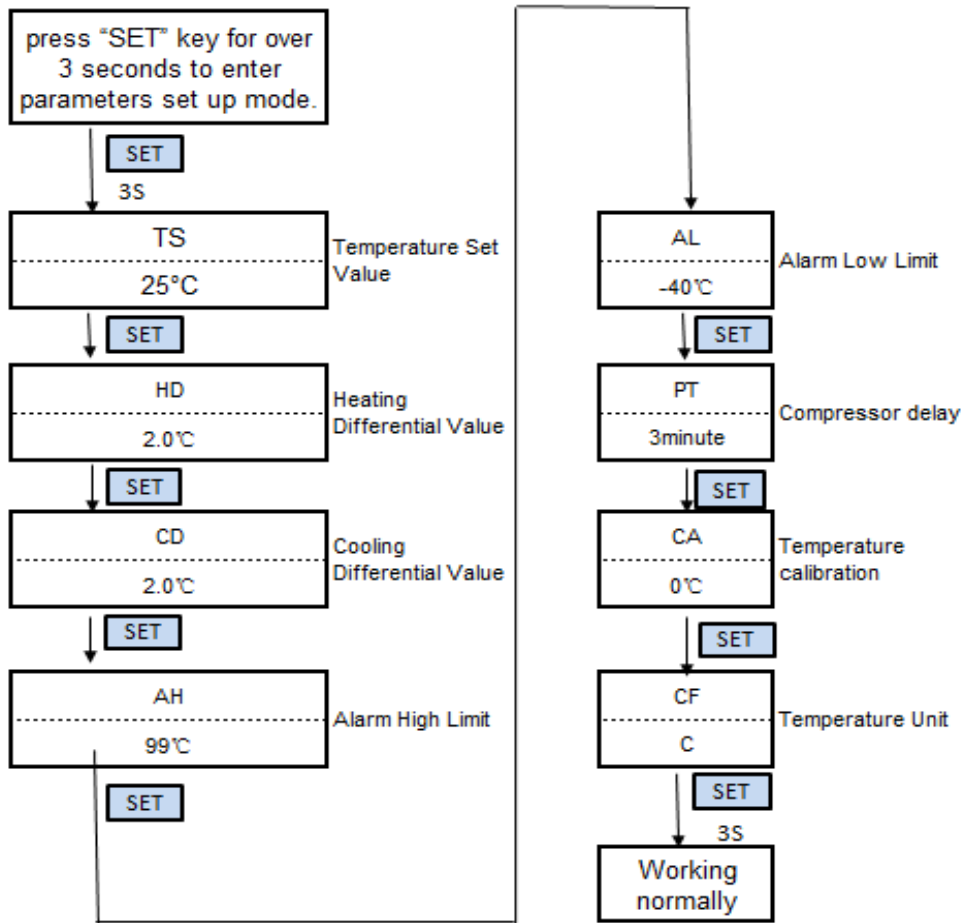 press “SET” key for over
3 seconds to enter
parameters set up mode.
SET
3S
TS
25°C
Temperature Set
Value
SET
HD
2.0℃
Heating
Differential Value
SET
CD
2.0℃
Cooling
Differential Value
SET
AH
99℃
Alarm High Limit
SET
AL
-40℃
Alarm Low Limit
SET
PT
3minute
Compressor delay
SET
CA
0℃
Temperature
calibration
SET
CF
C
Temperature Unit
SET
3S
Working
normally